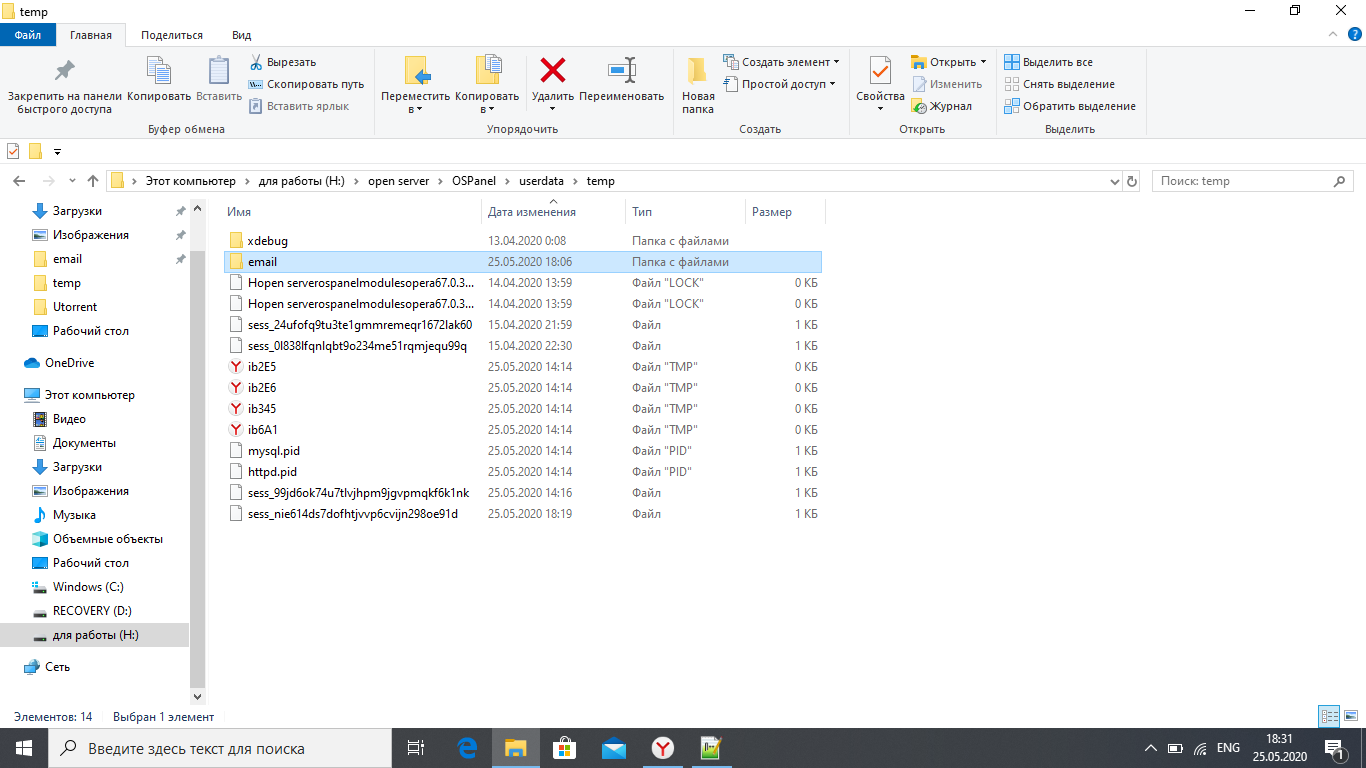 temp
Файл
Главная
Поделиться
Вид
Закрепить на панели
быстрого доступа
Копировать
Вставить
Вырезать
Скопировать путь
Вставить ярлык
Буфер обмена
Переместить
в
Копировать
в
Удалить
Переименовать
Упорядочить
Новая
папка
Создать элемент
Простой доступ
Создать
Свойства
Открыть
Изменить
Журнал
Открыть
Выделить все
Снять выделение
Обратить выделение
Выделить
Этот компьютер
для работы (H:)
open server
OSPanel
userdata
temp
Поиск: temp
Загрузки
Изображения
email
temp
Utorrent
Рабочий стол
OneDrive
Этот компьютер
Видео
Документы
Загрузки
Изображения
Музыка
Объемные объекты
Рабочий стол
Windows (C:)
RECOVERY (D:)
для работы (H:)
Сеть
Имя Дата изменения Тип Размер
xdebug 13.04.2020 0:08 Папка с файлами
email 25.05.2020 18:06 Папка с файлами
Hopen serverospanelmodulesopera67.0.3... 14.04.2020 13:59 Файл "LOCK" 0 КБ
Hopen serverospanelmodulesopera67.0.3... 14.04.2020 13:59 Файл "LOCK" 0 КБ
sess_24ufofq9tu3te1gmmremeqr1672lak60 15.04.2020 21:59 Файл 1 КБ
sess_0l838lfqnlqbt9o234me51rqmjequ99q 15.04.2020 22:30 Файл 1 КБ
ib2E5 25.05.2020 14:14 Файл "TMP" 0 КБ
ib2E6 25.05.2020 14:14 Файл "TMP" 0 КБ
ib345 25.05.2020 14:14 Файл "TMP" 0 КБ
ib6A1 25.05.2020 14:14 Файл "TMP" 0 КБ
mysql.pid 25.05.2020 14:14 Файл "PID" 1 КБ
httpd.pid 25.05.2020 14:14 Файл "PID" 1 КБ
sess_99jd6ok74u7tlvjhpm9jgvpmqkf6k1nk 25.05.2020 14:16 Файл 1 КБ
sess_nie614ds7dofhtjvvp6cvijn298oe91d 25.05.2020 18:19 Файл 1 КБ
Элементов: 14 Выбран 1 элемент
Введите здесь текст для поиска
ENG
18:31
25.05.2020
1